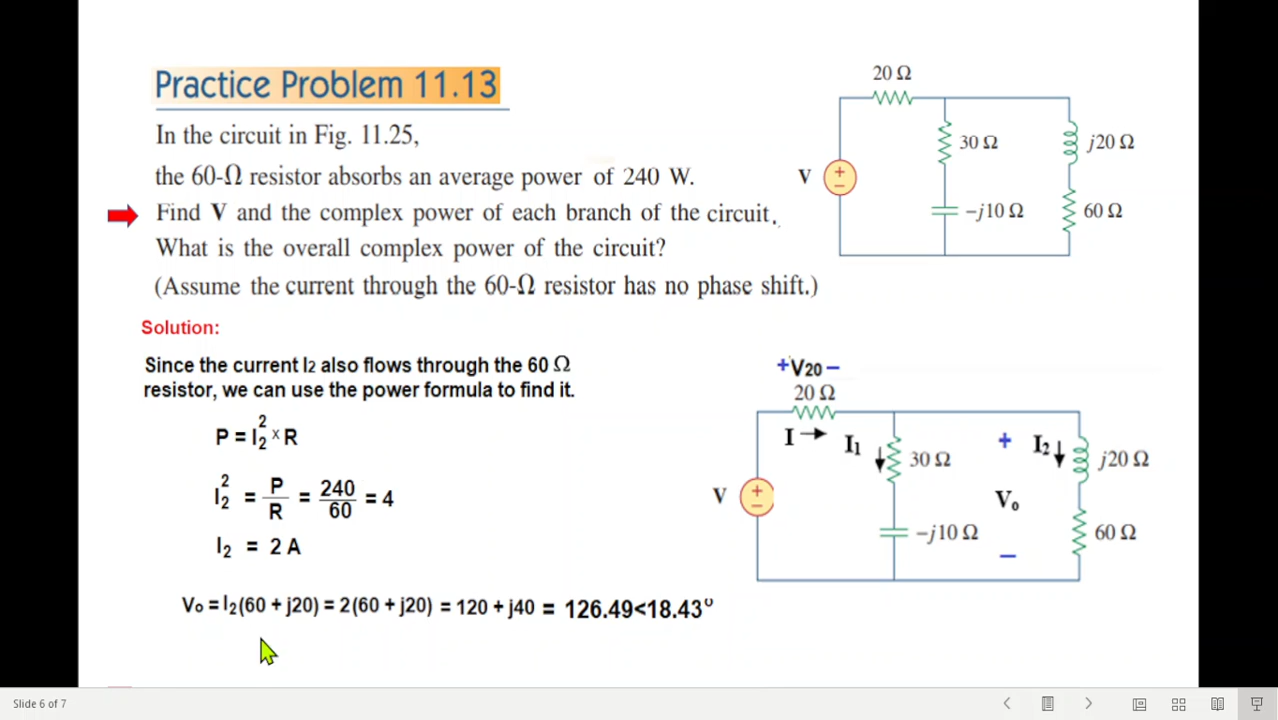 Practice Problem 11.13
In the circuit in Fig. 11.25,
the 60-Ω resistor absorbs an average power of 240 W.
Find V and the complex power of each branch of the circuit.
What is the overall complex power of the circuit?
(Assume the current through the 60-Ω resistor has no phase shift.)
20 Ω
30 Ω
j20 Ω
V
+
−
−j10 Ω
60 Ω
Solution:
Since the current I2 also flows through the 60 Ω
resistor, we can use the power formula to find it.
P = I₂² x R
I₂² = P/R = 240/60 = 4
I₂ = 2 A
Vo = I₂(60 + j20) = 2(60 + j20) = 120 + j40 = 126.49<18.43°
+V20 −
20 Ω
I → I₁
30 Ω
+ I₂
j20 Ω
V
+
−
Vo
−j10 Ω
60 Ω
−
Slide 6 of 7